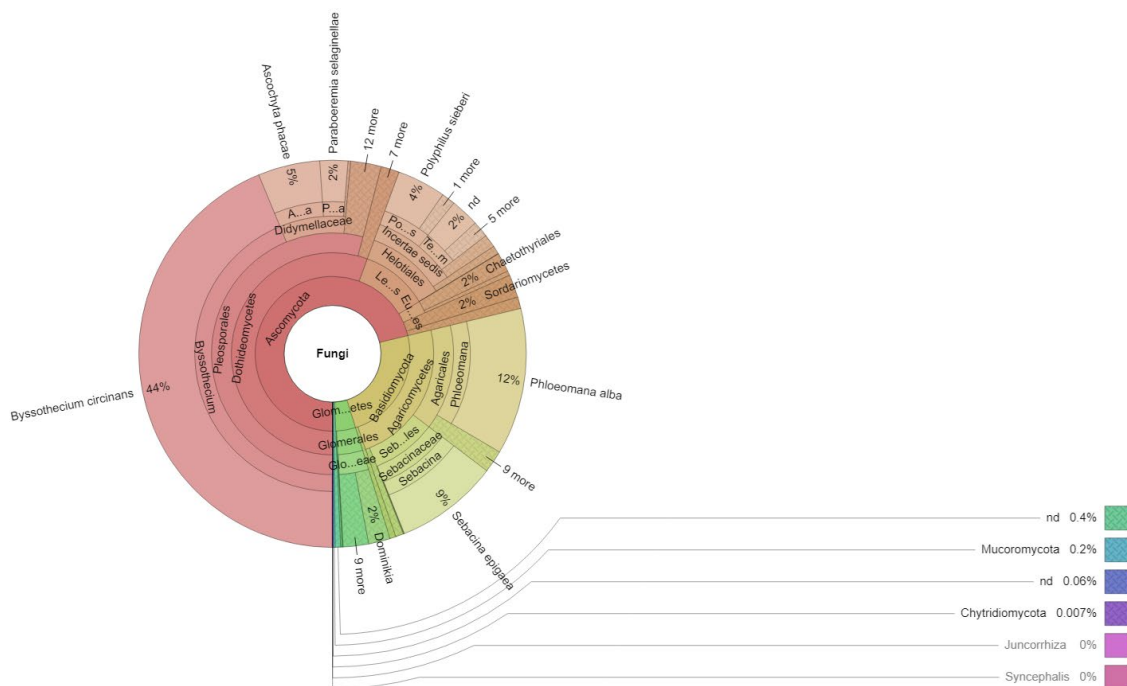 Ascochyta phacae
5%
Paraboeremia selaginellae
2%
12 more
7 more
Polyphilus sieberi
4%
1 more
nd
2%
5 more
Chaetothyriales
2%
Sordariomycetes
2%
A...a
P...a
Didymellaceae
Po...s
Te...m
Incertae sedis
Helotiales
Le...s
Eu...es
Ascomycota
Dothideomycetes
Pleosporales
Byssothecium
Fungi
Byssothecium circinans
44%
Basidiomycota
Agaricomycetes
Agaricales
Phloeomana
12%
Phloeomana alba
Glom...etes
Glomerales
Glo...eae
Seb...les
Sebacinaceae
Sebacina
9%
Sebacina epigaea
9 more
2%
Dominikia
9 more
nd 0.4%
Mucoromycota 0.2%
nd 0.06%
Chytridiomycota 0.007%
Juncorrhiza 0%
Syncephalis 0%